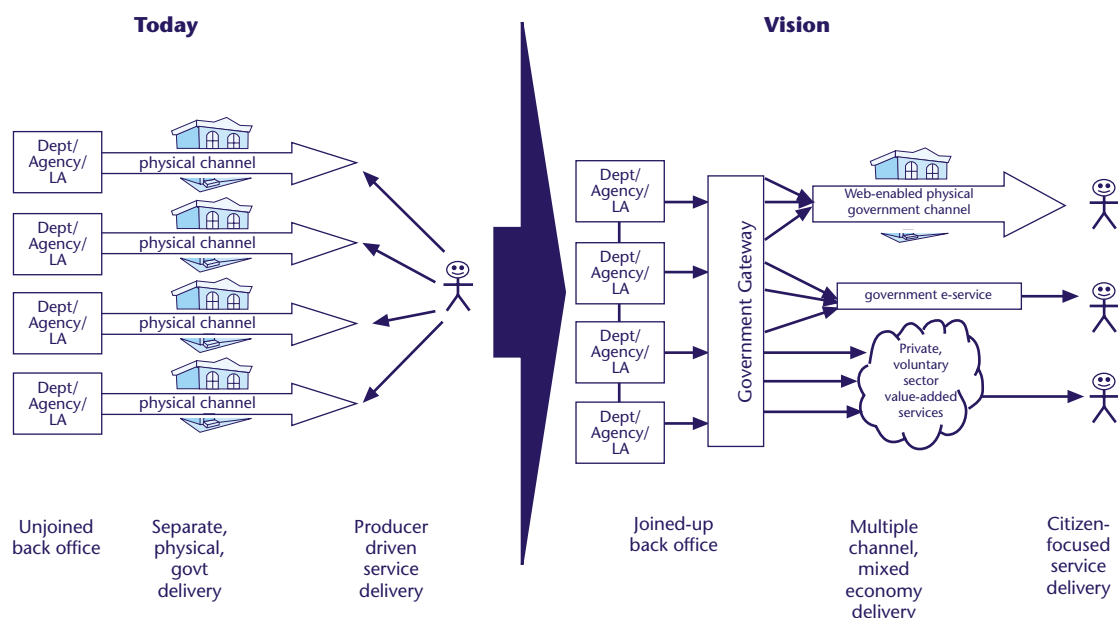 Today
Dept/
Agency/
LA
physical channel
Dept/
Agency/
LA
physical channel
Dept/
Agency/
LA
physical channel
Dept/
Agency/
LA
physical channel
Unjoined
back office
Separate,
physical,
govt
delivery
Producer
driven
service
delivery
Vision
Dept/
Agency/
LA
Dept/
Agency/
LA
Dept/
Agency/
LA
Dept/
Agency/
LA
Government Gateway
Web-enabled physical
government channel
government e-service
Private,
voluntary
sector
value-added
services
Joined-up
back office
Multiple
channel,
mixed
economy
delivery
Citizen-
focused
service
delivery